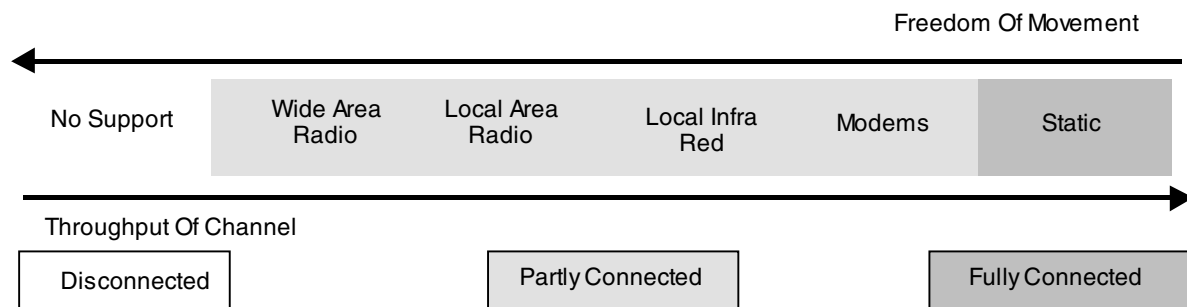 Freedom Of Movement
No Support
Wide Area
Radio
Local Area
Radio
Local Infra
Red
Modems
Static
Throughput Of Channel
Disconnected
Partly Connected
Fully Connected